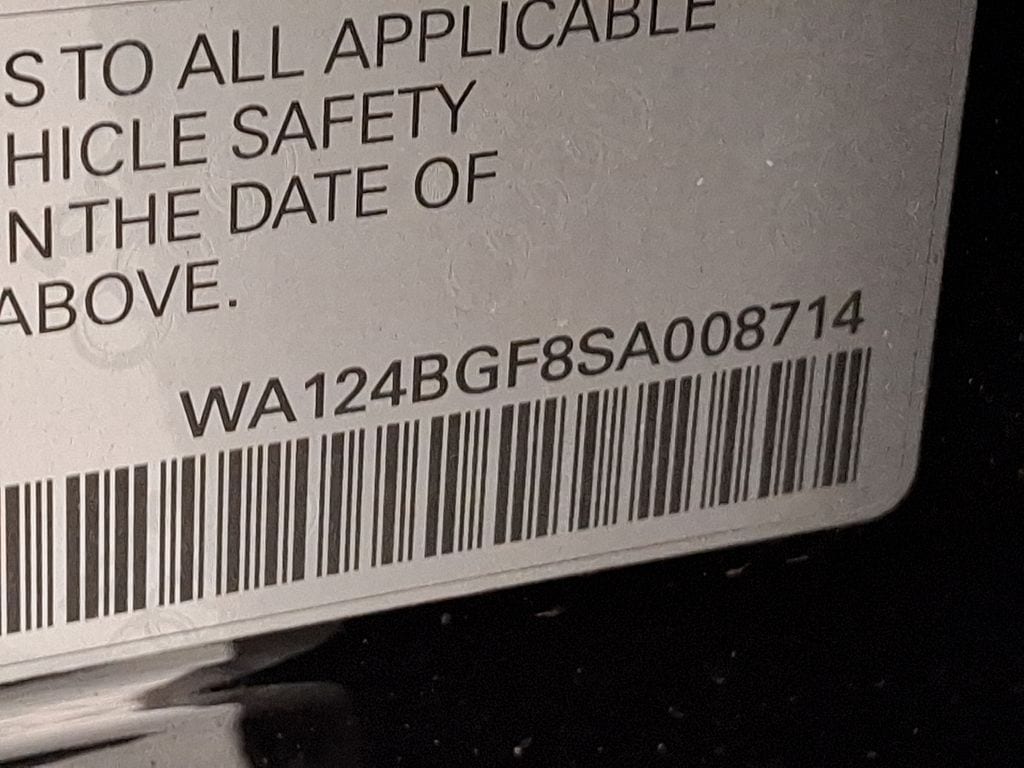 S TO ALL APPLICABLE
HICLE SAFETY
N THE DATE OF
ABOVE.
WA124BGF8SA008714